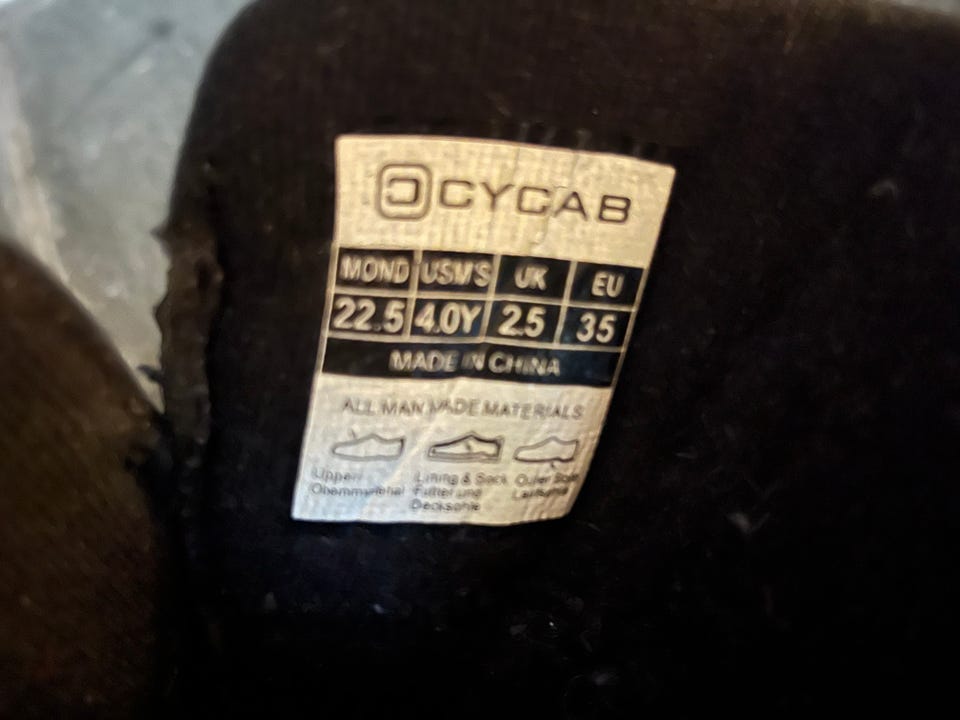 CYCAB
MOND USM'S UK EU
22.5 4.0Y 2.5 35
MADE IN CHINA
ALL MAN MADE MATERIALS
Upper/ Lining & Sock Outer Sole
Obermaterial Futter und Laufsohle
Decksohle